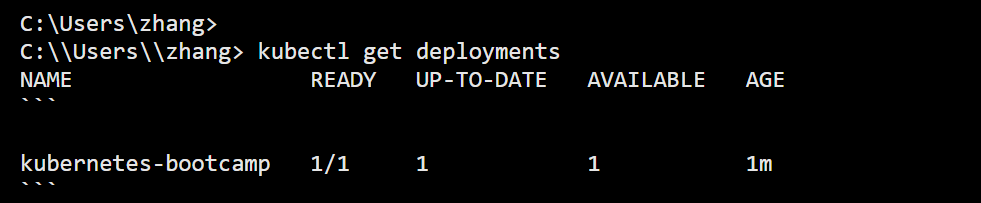 C:\Users\zhang>
C:\\Users\\zhang> kubectl get deployments
NAME                  READY   UP-TO-DATE   AVAILABLE   AGE
```
kubernetes-bootcamp   1/1     1            1           1m
```